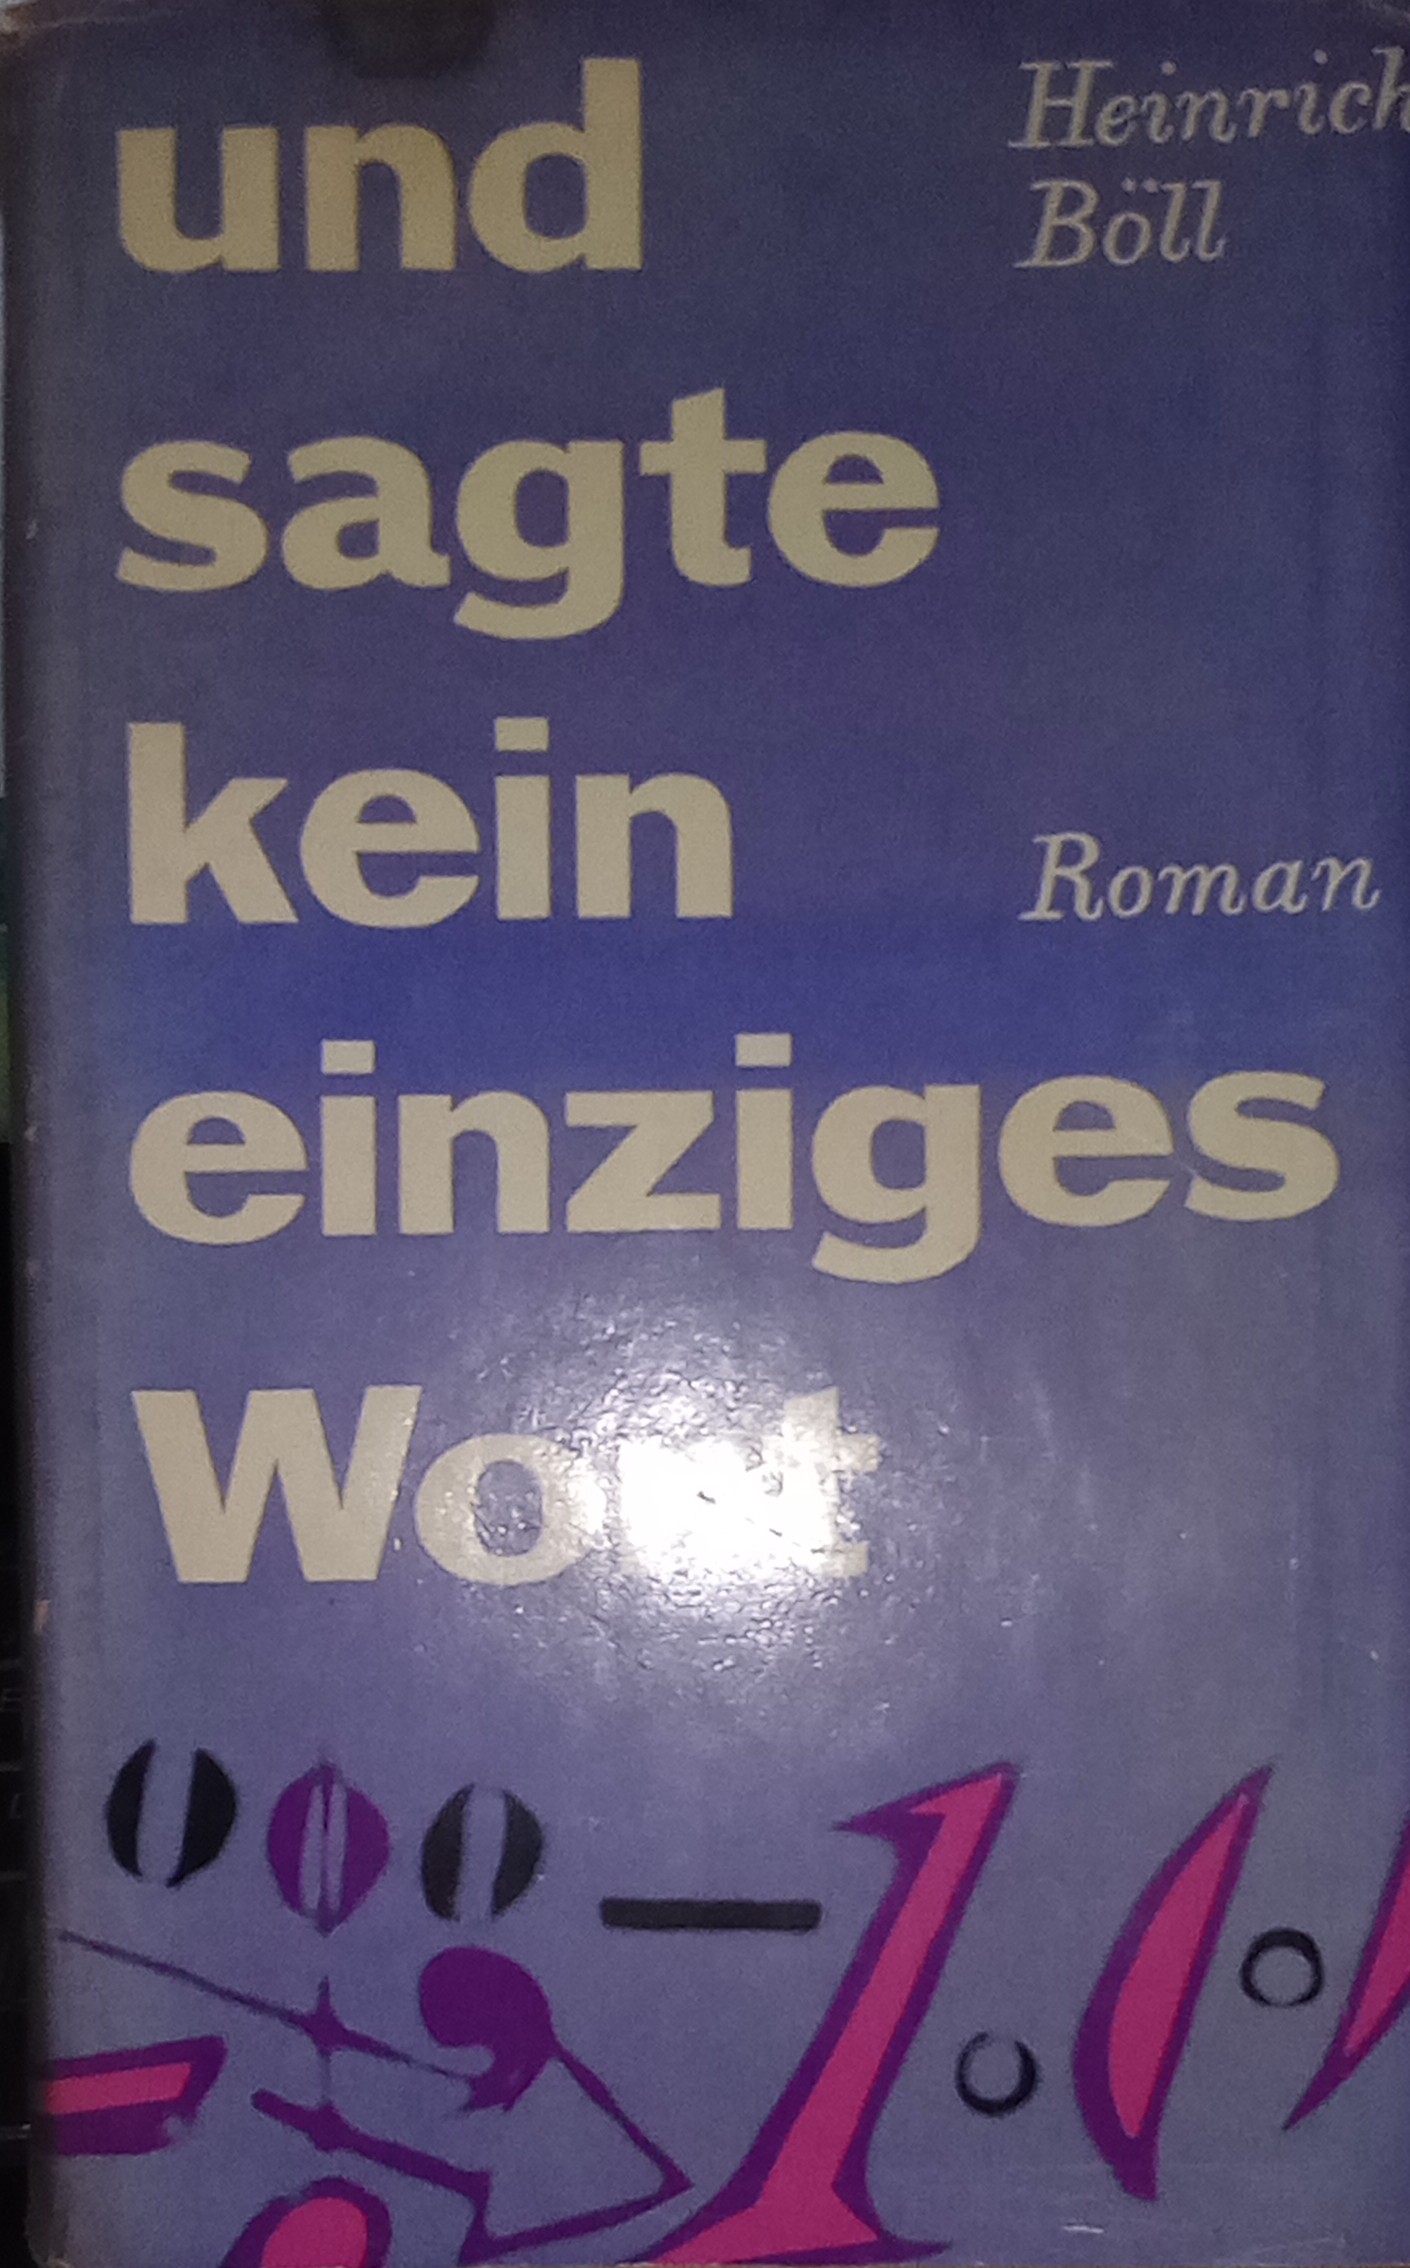 und
Heinrich
Böll
sagte
kein
Roman
einziges
Wort